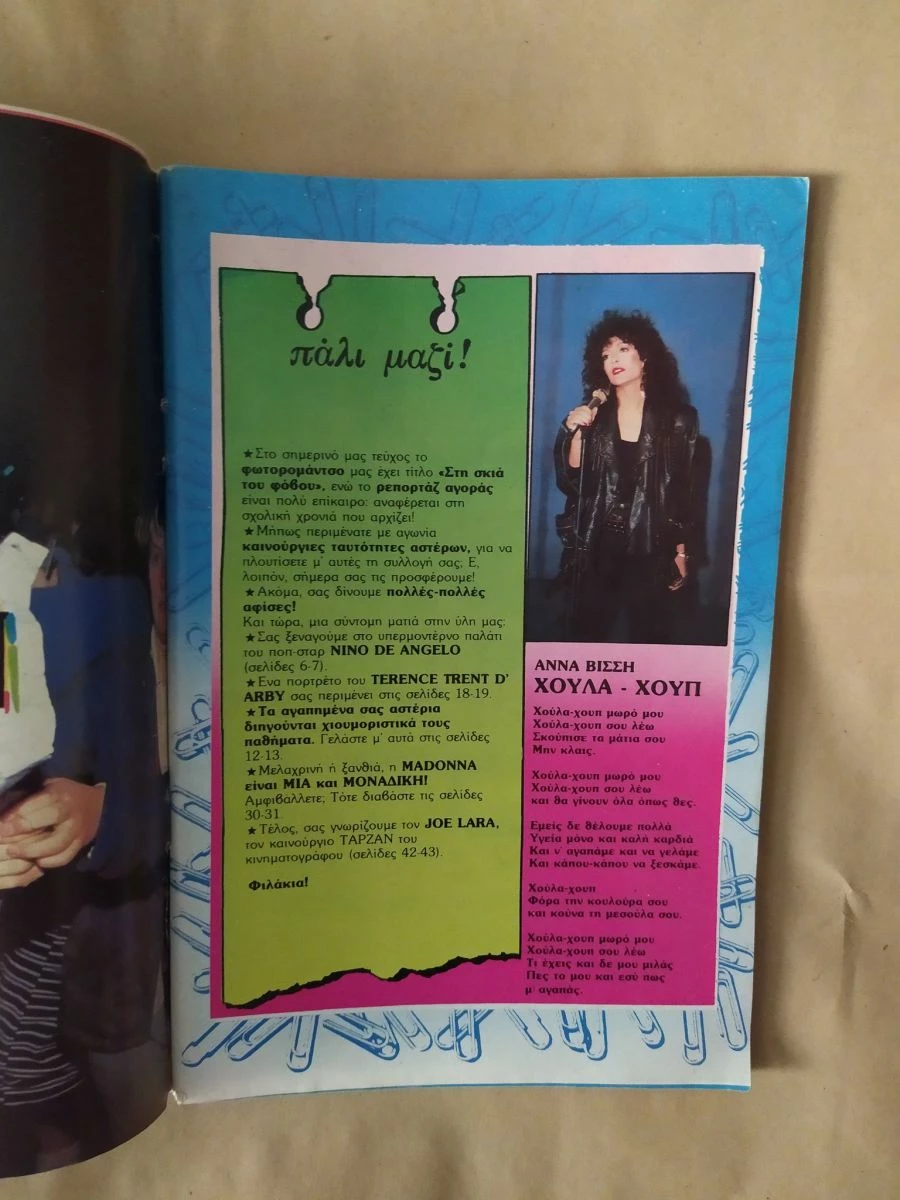 πάλι μαζί!
★Στο σημερινό μας τεύχος το
φωτορομάντσο μας έχει τίτλο «Στη σκιά
του φόβου», ενώ το ρεπορτάζ αγοράς
είναι πολύ επίκαιρο: αναφέρεται στη
σχολική χρονιά που αρχίζει!
★Μήπως περιμένατε με αγωνία
καινούργιες ταυτότητες αστέρων, για να
πλουτίσετε μ' αυτές τη συλλογή σας; Ε,
λοιπόν, σήμερα σας τις προσφέρουμε!
★Ακόμα, σας δίνουμε πολλές-πολλές
αφίσες!
Και τώρα, μια σύντομη ματιά στην ύλη μας:
★Σας ξεναγούμε στο υπερμοντέρνο παλάτι
του ποπ-σταρ NINO DE ANGELO
(σελίδες 6-7).
★Ενα πορτρέτο του TERENCE TRENT D'
ARBY σας περιμένει στις σελίδες 18-19.
★Τα αγαπημένα σας αστέρια
διηγούνται χιουμοριστικά τους
παθήματα. Γελάστε μ' αυτά στις σελίδες
12-13.
★Μελαχρινή ή ξανθιά, η MADONNA
είναι ΜΙΑ και ΜΟΝΑΔΙΚΗ!
Αμφιβάλλετε; Τότε διαβάστε τις σελίδες
30-31.
★Τέλος, σας γνωρίζουμε τον JOE LARA,
τον καινούργιο ΤΑΡΖΑΝ του
κινηματογράφου (σελίδες 42-43).
Φιλάκια!
ΑΝΝΑ ΒΙΣΣΗ
ΧΟΥΛΑ - ΧΟΥΠ
Χούλα-χουπ μωρό μου
Χούλα-χουπ σου λέω
Σκούπισε τα μάτια σου
Μην κλαις.
Χούλα-χουπ μωρό μου
Χούλα-χουπ σου λέω
και θα γίνουν όλα όπως θες.
Εμείς δε θέλουμε πολλά
Υγεία μόνο και καλή καρδιά
Και ν' αγαπάμε και να γελάμε
Και κάπου-κάπου να ξεσκάμε.
Χούλα-χουπ
Φόρα την κουλούρα σου
και κούνα τη μεσούλα σου.
Χούλα-χουπ μωρό μου
Χούλα-χουπ σου λέω
Τι έχεις και δε μου μιλάς
Πες το μου και εσύ πως
μ' αγαπάς.